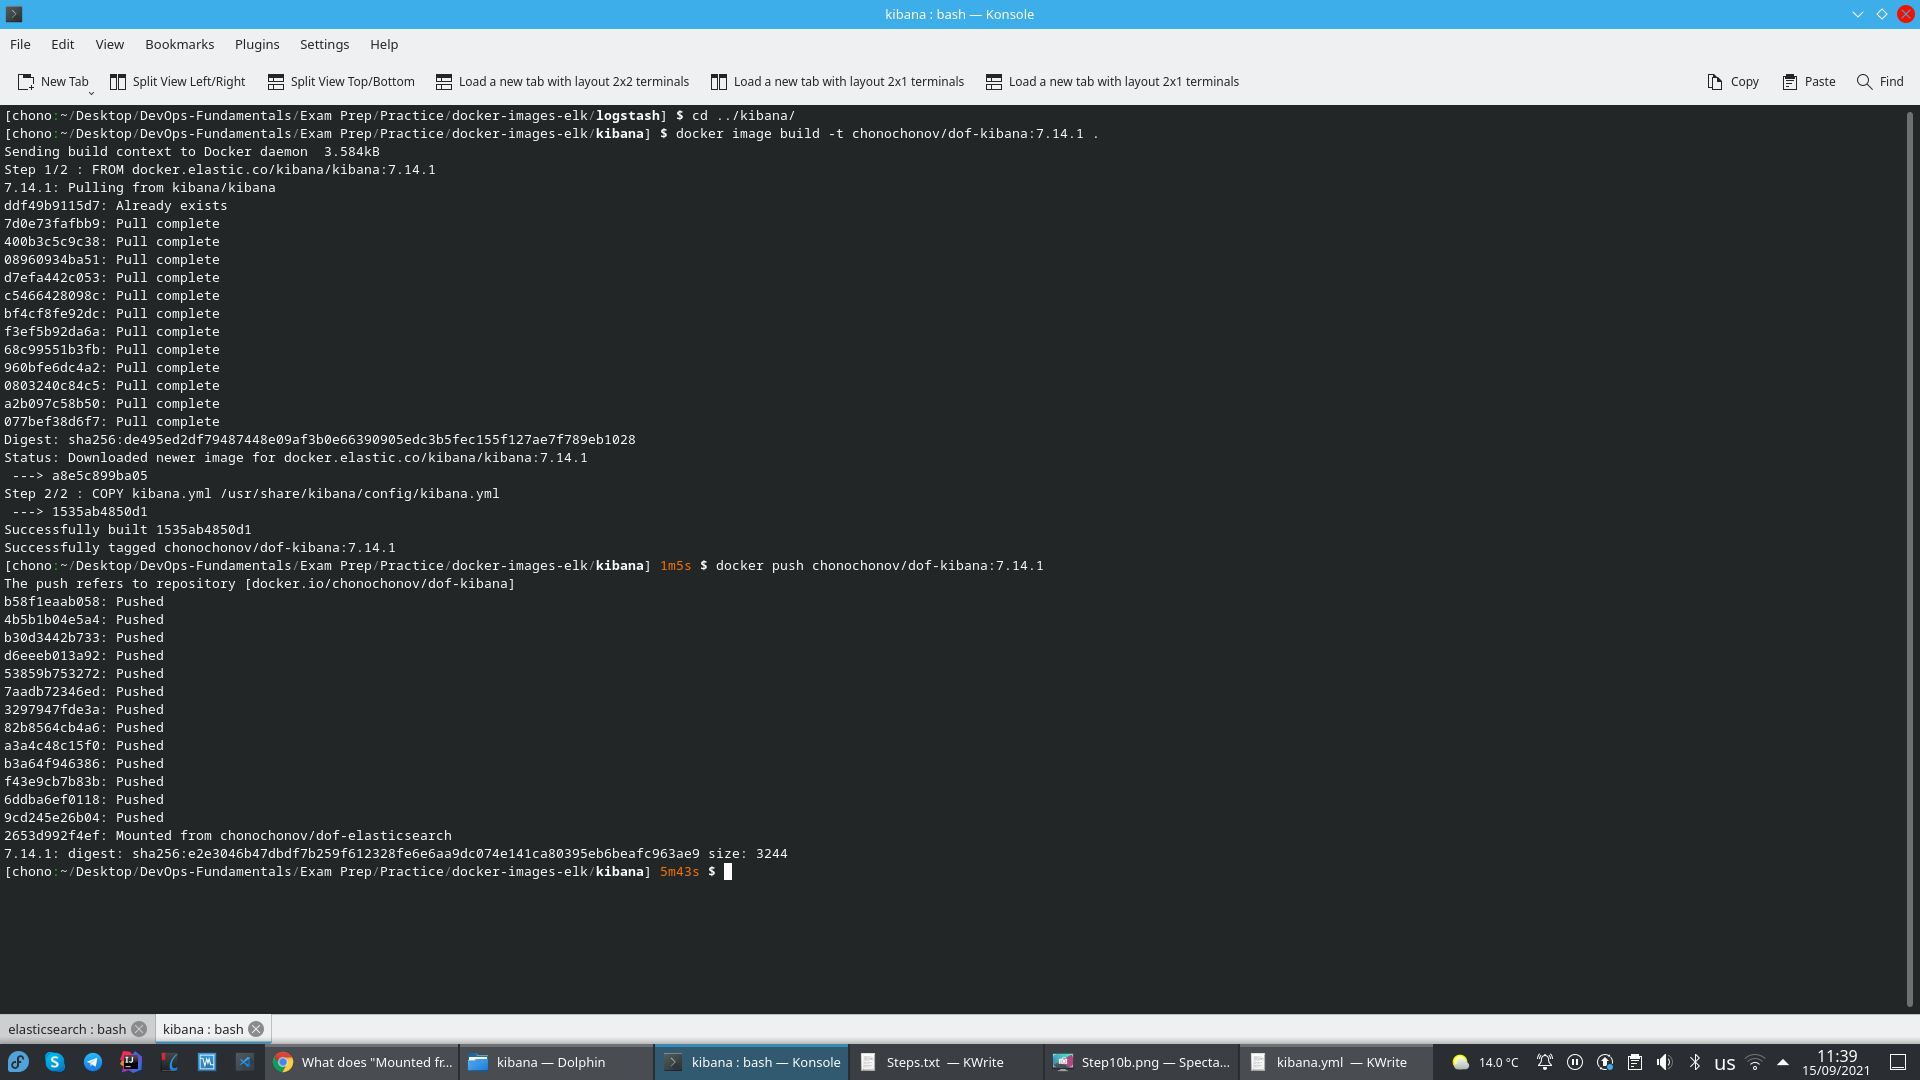 kibana : bash — Konsole
File Edit View Bookmarks Plugins Settings Help
New Tab Split View Left/Right Split View Top/Bottom Load a new tab with layout 2x2 terminals Load a new tab with layout 2x1 terminals Load a new tab with layout 2x1 terminals Copy Paste Find
[chono:~/Desktop/DevOps-Fundamentals/Exam Prep/Practice/docker-images-elk/logstash] $ cd ../kibana/
[chono:~/Desktop/DevOps-Fundamentals/Exam Prep/Practice/docker-images-elk/kibana] $ docker image build -t chonochonov/dof-kibana:7.14.1 .
Sending build context to Docker daemon  3.584kB
Step 1/2 : FROM docker.elastic.co/kibana/kibana:7.14.1
7.14.1: Pulling from kibana/kibana
ddf49b9115d7: Already exists
7d0e73fafbb9: Pull complete
400b3c5c9c38: Pull complete
08960934ba51: Pull complete
d7efa442c053: Pull complete
c5466428098c: Pull complete
bf4cf8fe92dc: Pull complete
f3ef5b92da6a: Pull complete
68c99551b3fb: Pull complete
960bfe6dc4a2: Pull complete
0803240c84c5: Pull complete
a2b097c58b50: Pull complete
077bef38d6f7: Pull complete
Digest: sha256:de495ed2df79487448e09af3b0e66390905edc3b5fec155f127ae7f789eb1028
Status: Downloaded newer image for docker.elastic.co/kibana/kibana:7.14.1
 ---> a8e5c899ba05
Step 2/2 : COPY kibana.yml /usr/share/kibana/config/kibana.yml
 ---> 1535ab4850d1
Successfully built 1535ab4850d1
Successfully tagged chonochonov/dof-kibana:7.14.1
[chono:~/Desktop/DevOps-Fundamentals/Exam Prep/Practice/docker-images-elk/kibana] 1m5s $ docker push chonochonov/dof-kibana:7.14.1
The push refers to repository [docker.io/chonochonov/dof-kibana]
b58f1eaab058: Pushed
4b5b1b04e5a4: Pushed
b30d3442b733: Pushed
d6eeeb013a92: Pushed
53859b753272: Pushed
7aadb72346ed: Pushed
3297947fde3a: Pushed
82b8564cb4a6: Pushed
a3a4c48c15f0: Pushed
b3a64f946386: Pushed
f43e9cb7b83b: Pushed
6ddba6ef0118: Pushed
9cd245e26b04: Pushed
2653d992f4ef: Mounted from chonochonov/dof-elasticsearch
7.14.1: digest: sha256:e2e3046b47dbdf7b259f612328fe6e6aa9dc074e141ca80395eb6beafc963ae9 size: 3244
[chono:~/Desktop/DevOps-Fundamentals/Exam Prep/Practice/docker-images-elk/kibana] 5m43s $
elasticsearch : bash kibana : bash
What does "Mounted fr... kibana — Dolphin kibana : bash — Konsole Steps.txt — KWrite Step10b.png — Specta... kibana.yml — KWrite 14.0 °C us 11:39
15/09/2021